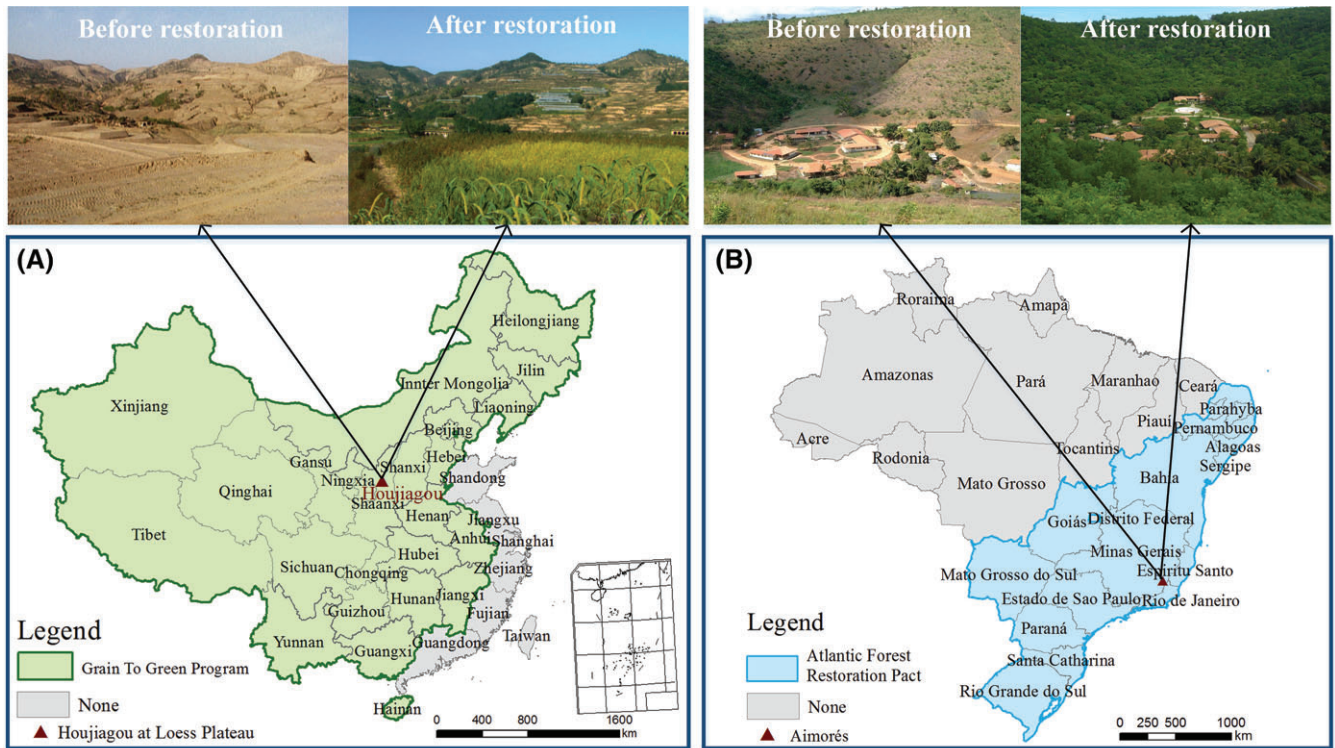 Before restoration
After restoration
Before restoration
After restoration
(A)
Heilongjiang
Jilin
Innter Mongolia
Liaoning
Xinjiang
Beijing
Hebei
Gansu
Shanxi
Ningxia
Shandong
Qinghai
Houjiagou
Shaanxi
Henan
Jiangxu
Tibet
Anhui
Shanghai
Hubei
Zhejiang
Sichuan
Chongqing
Hunan
Jiangxi
Guizhou
Fujian
Yunnan
Guangxi
Guangdong
Taiwan
Hainan
Legend
Grain To Green Program
None
Houjiagou at Loess Plateau
0 400 800 1600
km
(B)
Roraima
Amapá
Amazonas
Pará
Maranhao
Ceará
Parahyba
Piauí
Pernambuco
Acre
Tocantins
Alagoas
Rodonia
Sergipe
Mato Grosso
Bahia
Goiás
Distrito Federal
Minas Gerais
Espiritu Santo
Mato Grosso do Sul
Estado de Sao Paulo
Rio de Janeiro
Paraná
Santa Catharina
Rio Grande do Sul
Legend
Atlantic Forest
Restoration Pact
None
Aimorés
0 250 500 1000
km